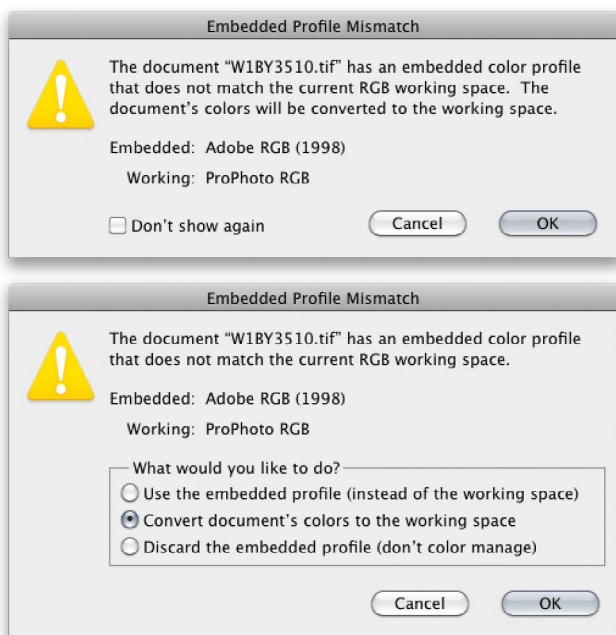 Embedded Profile Mismatch
The document “W1BY3510.tif” has an embedded color profile
that does not match the current RGB working space.  The
document’s colors will be converted to the working space.
Embedded: Adobe RGB (1998)
Working: ProPhoto RGB
Don’t show again
Cancel
OK
Embedded Profile Mismatch
The document “W1BY3510.tif” has an embedded color profile
that does not match the current RGB working space.
Embedded: Adobe RGB (1998)
Working: ProPhoto RGB
What would you like to do?
Use the embedded profile (instead of the working space)
Convert document’s colors to the working space
Discard the embedded profile (don’t color manage)
Cancel
OK